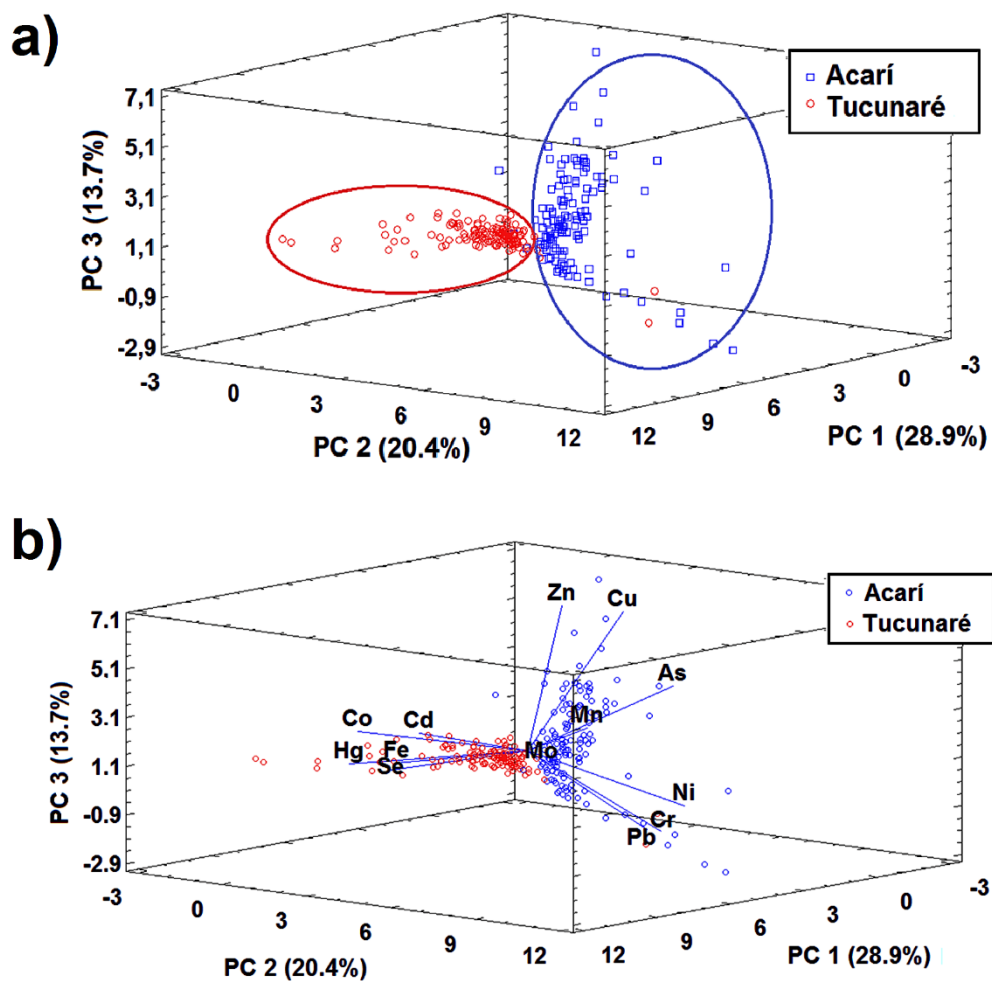 a)
Acarí
Tucunaré
7,1
5,1
3,1
1,1
-0.9
-2.9
PC 3 (13.7%)
-3
0
3
6
9
12
PC 2 (20.4%)
12
9
6
3
0
-3
PC 1 (28.9%)
b)
Acarí
Tucunaré
7.1
5.1
3.1
1.1
-0.9
-2.9
PC 3 (13.7%)
Zn
Cu
As
Mn
Co
Cd
Mo
Hg
Fe
Se
Ni
Cr
Pb
-3
0
3
6
9
12
PC 2 (20.4%)
12
9
6
3
0
-3
PC 1 (28.9%)